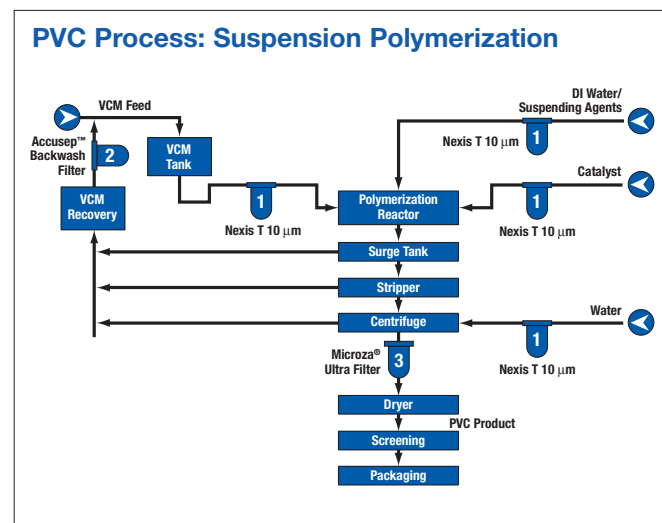 PVC Process: Suspension Polymerization
VCM Feed
DI Water/
Suspending Agents
Accusep™
Backwash
Filter
2
VCM
Tank
1
Nexis T 10 μm
Catalyst
VCM
Recovery
1
Nexis T 10 μm
Polymerization
Reactor
1
Nexis T 10 μm
Surge Tank
Stripper
Centrifuge
Water
1
Nexis T 10 μm
Microza®
Ultra Filter
3
Dryer
PVC Product
Screening
Packaging